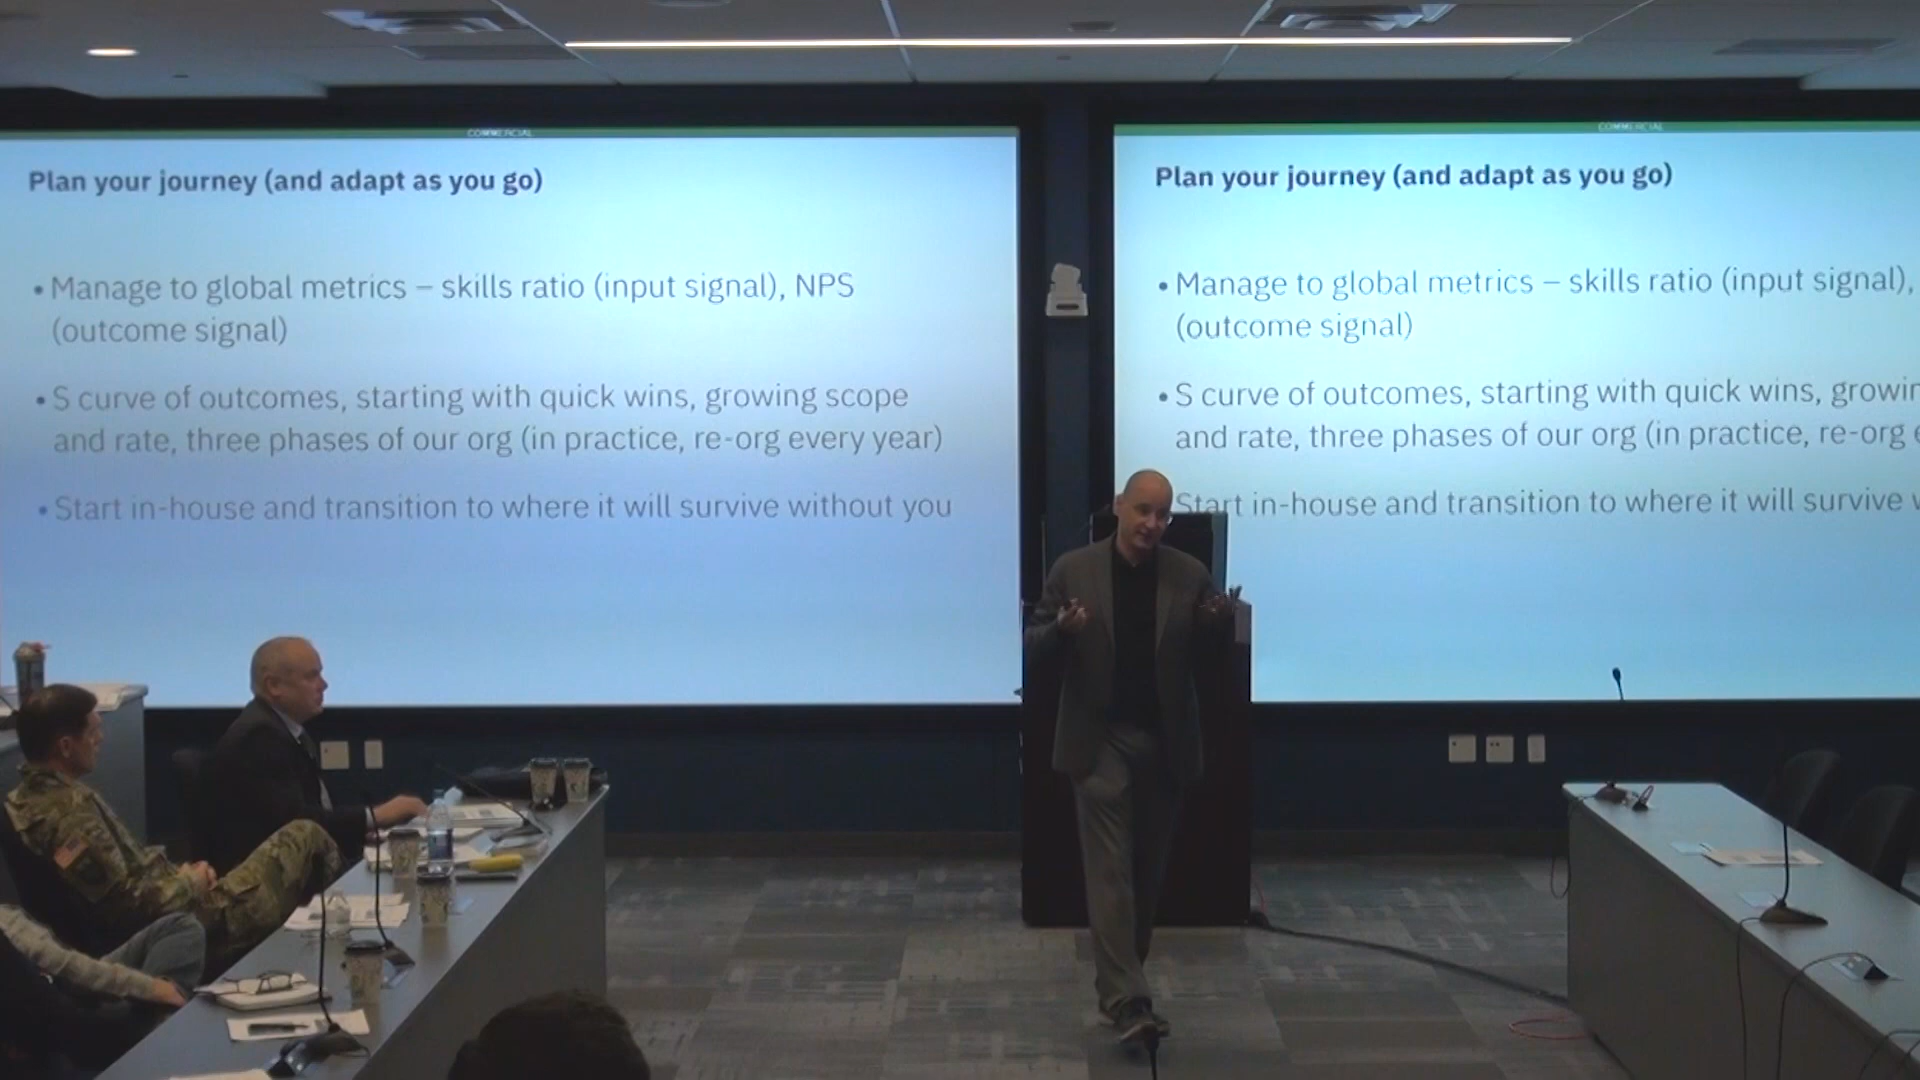 COMMERCIAL
Plan your journey (and adapt as you go)
• Manage to global metrics – skills ratio (input signal), NPS
(outcome signal)
• S curve of outcomes, starting with quick wins, growing scope
and rate, three phases of our org (in practice, re-org every year)
• Start in-house and transition to where it will survive without you
COMMERCIAL
Plan your journey (and adapt as you go)
• Manage to global metrics – skills ratio (input signal),
(outcome signal)
• S curve of outcomes, starting with quick wins,
and rate, three phases of our org (in practice, re-org
Start in-house and transition to where it will survive